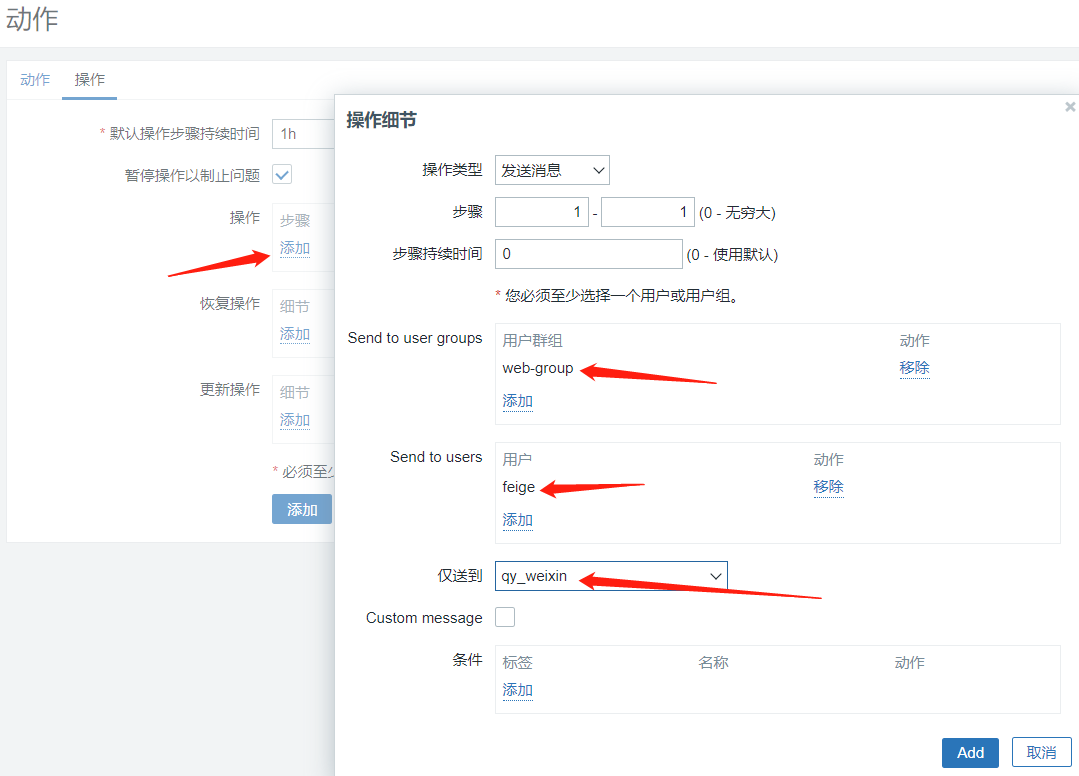 动作
动作 操作
* 默认操作步骤持续时间 1h
暂停操作以制止问题
操作 步骤
添加
恢复操作 细节
添加
更新操作 细节
添加
* 必须至
添加
操作细节 ×
操作类型 发送消息
步骤 1 - 1 (0 - 无穷大)
步骤持续时间 0 (0 - 使用默认)
* 您必须至少选择一个用户或用户组。
Send to user groups 用户群组 动作
web-group 移除
添加
Send to users 用户 动作
feige 移除
添加
仅送到 qy_weixin
Custom message
条件 标签 名称 动作
添加
Add 取消